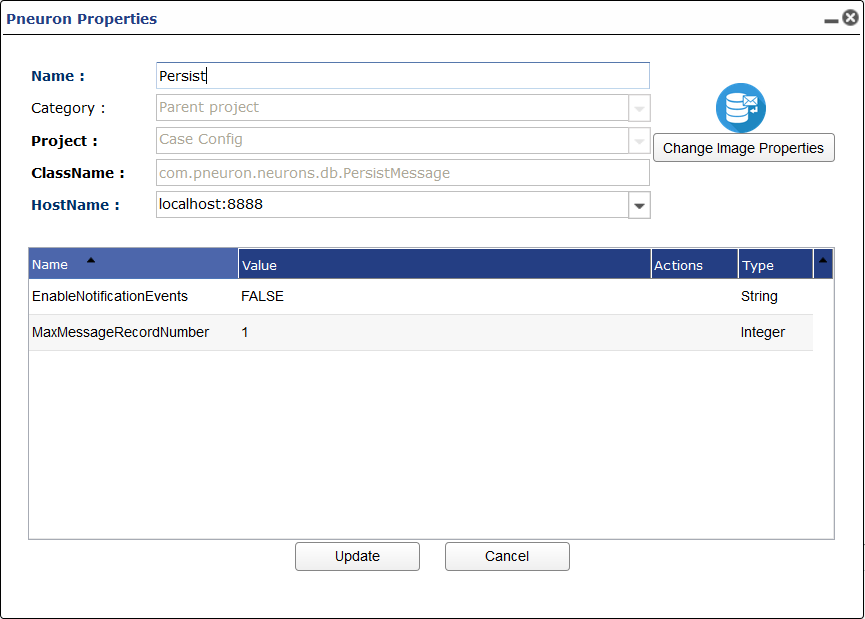 Pneuron Properties
Name : Persist
Category : Parent project
Project : Case Config
ClassName : com.pneuron.neurons.db.PersistMessage
HostName : localhost:8888
Change Image Properties
Name Value Actions Type
EnableNotificationEvents FALSE String
MaxMessageRecordNumber 1 Integer
Update Cancel